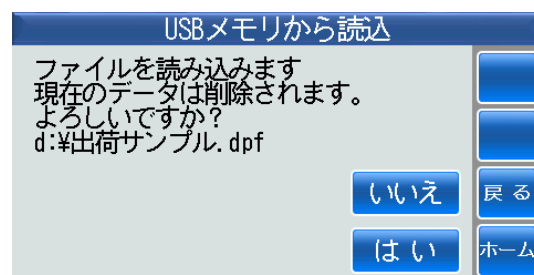 USBメモリから読込
ファイルを読み込みます
現在のデータは削除されます。
よろしいですか?
d:¥出荷サンプル.dpf
いいえ
戻る
はい
ホーム